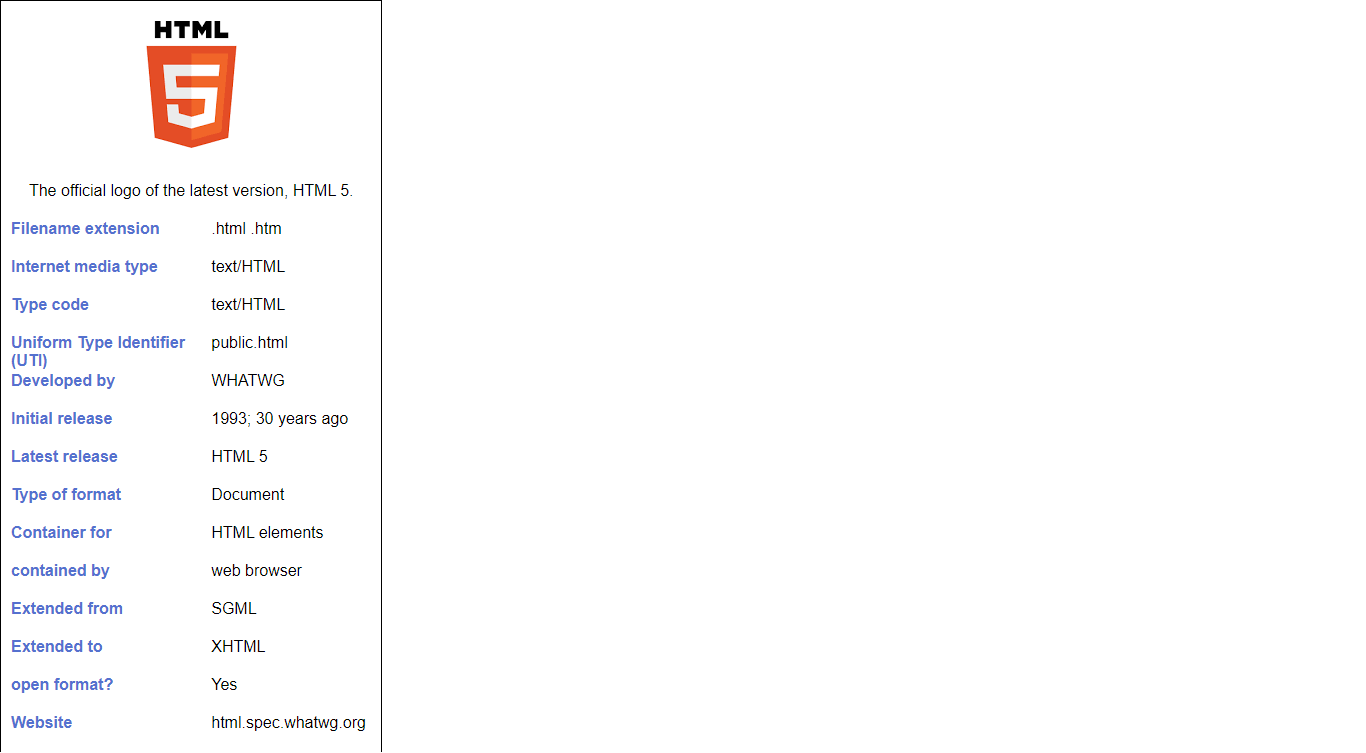 HTML
5
The official logo of the latest version, HTML 5.
Filename extension .html .htm
Internet media type text/HTML
Type code text/HTML
Uniform Type Identifier public.html
(UTI)
Developed by WHATWG
Initial release 1993; 30 years ago
Latest release HTML 5
Type of format Document
Container for HTML elements
contained by web browser
Extended from SGML
Extended to XHTML
open format? Yes
Website html.spec.whatwg.org